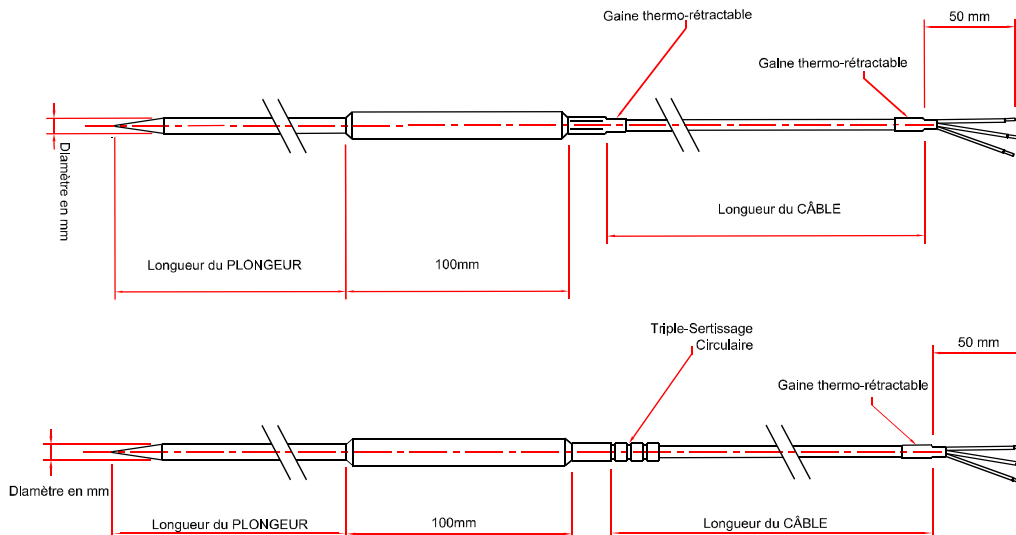 Gaine thermo-rétractable
50 mm
Gaine thermo-rétractable
Diamètre en mm
Longueur du CÂBLE
Longueur du PLONGEUR
100mm
Triple-Sertissage
Circulaire
50 mm
Gaine thermo-rétractable
Diamètre en mm
Longueur du PLONGEUR
100mm
Longueur du CÂBLE